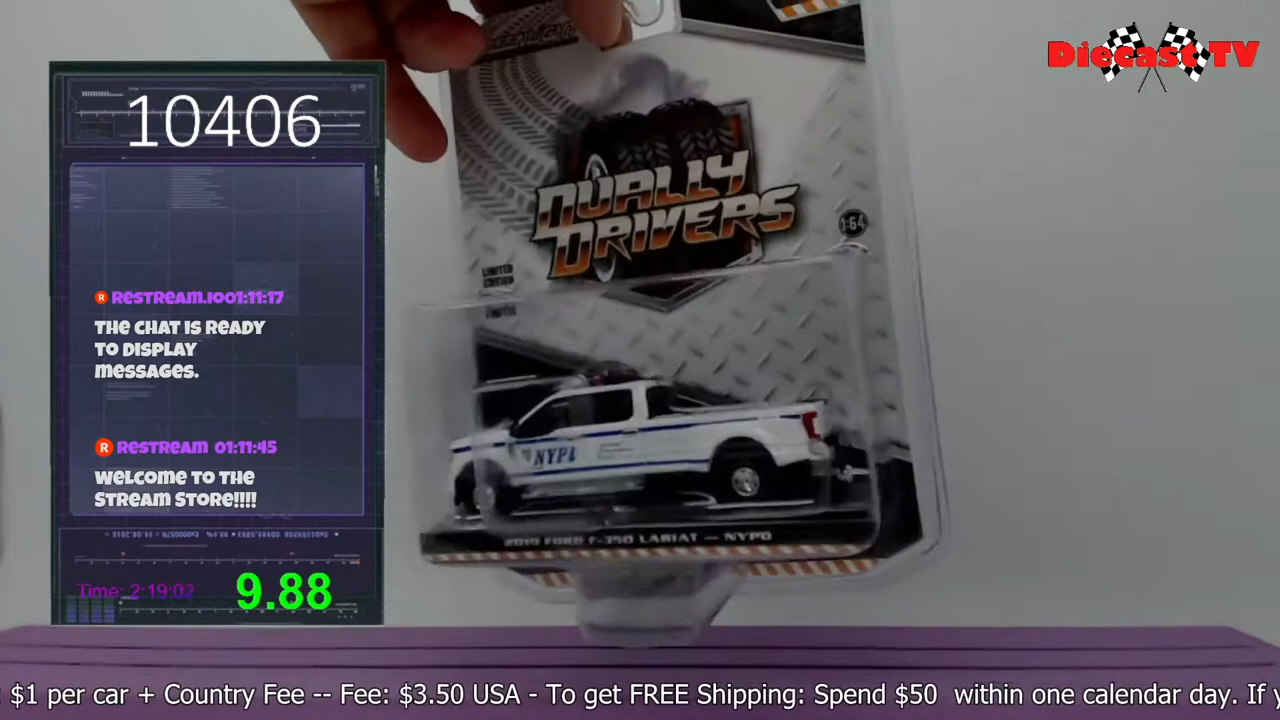 Diecast TV
10406
RESTREAM.IO 01:11:17
THE CHAT IS READY
TO DISPLAY
MESSAGES.
RESTREAM 01:11:45
WELCOME TO THE
STREAM STORE!!!!
Time: 2:19:02
9.88
DUALLY
DRIVERS
1:64
LIMITED
EDITION
NYPD
2019 FORD F-350 LARIAT — NYPD
$1 per car + Country Fee -- Fee: $3.50 USA - To get FREE Shipping: Spend $50 within one calendar day. If y